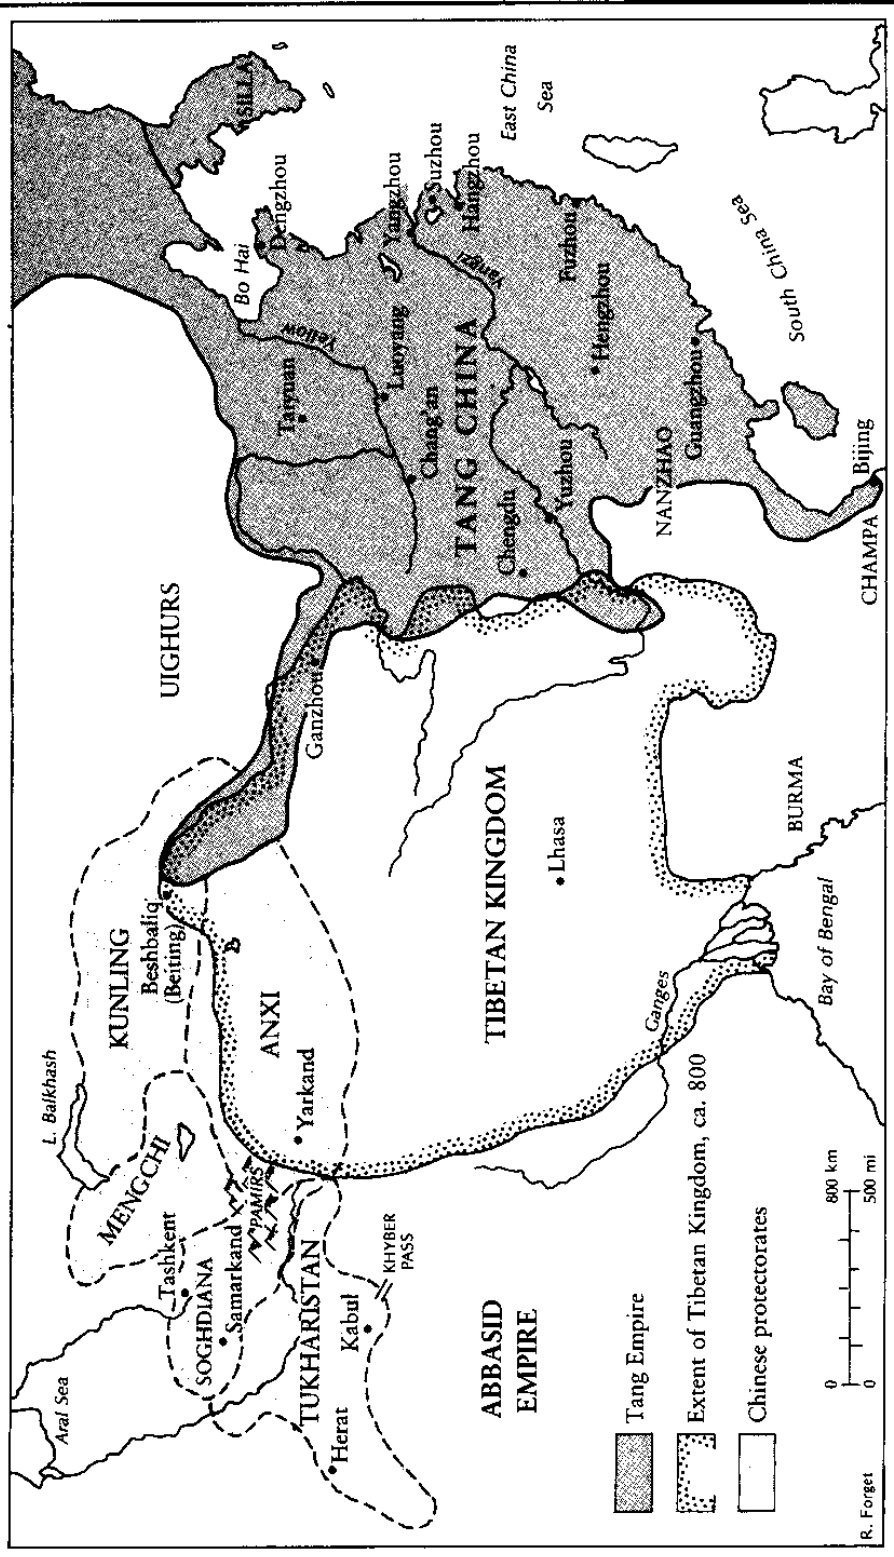 Aral Sea
L. Balkhash
MENGCHI
KUNLING
Beshbaliq
(Beiting)
UIGHURS
Tashkent
SOGHDIANA
Samarkand
PAMIRS
TUKHARISTAN
Herat
Kabul
KHYBER
PASS
ANXI
Yarkand
Ganzhou
Taiyuan
Yellow
Bo Hai
Dengzhou
SILLA
Luoyang
Chang'an
TANG CHINA
Yangzhou
Suzhou
Hangzhou
Yangzi
East China
Sea
Chengdu
Yuzhou
Hengzhou
Fuzhou
ABBASID
EMPIRE
TIBETAN KINGDOM
Lhasa
NANZHAO
Guangzhou
South China Sea
Ganges
BURMA
Bay of Bengal
CHAMPA
Bijing
Tang Empire
Extent of Tibetan Kingdom, ca. 800
Chinese protectorates
0 800 km
0 500 mi
R. Forget